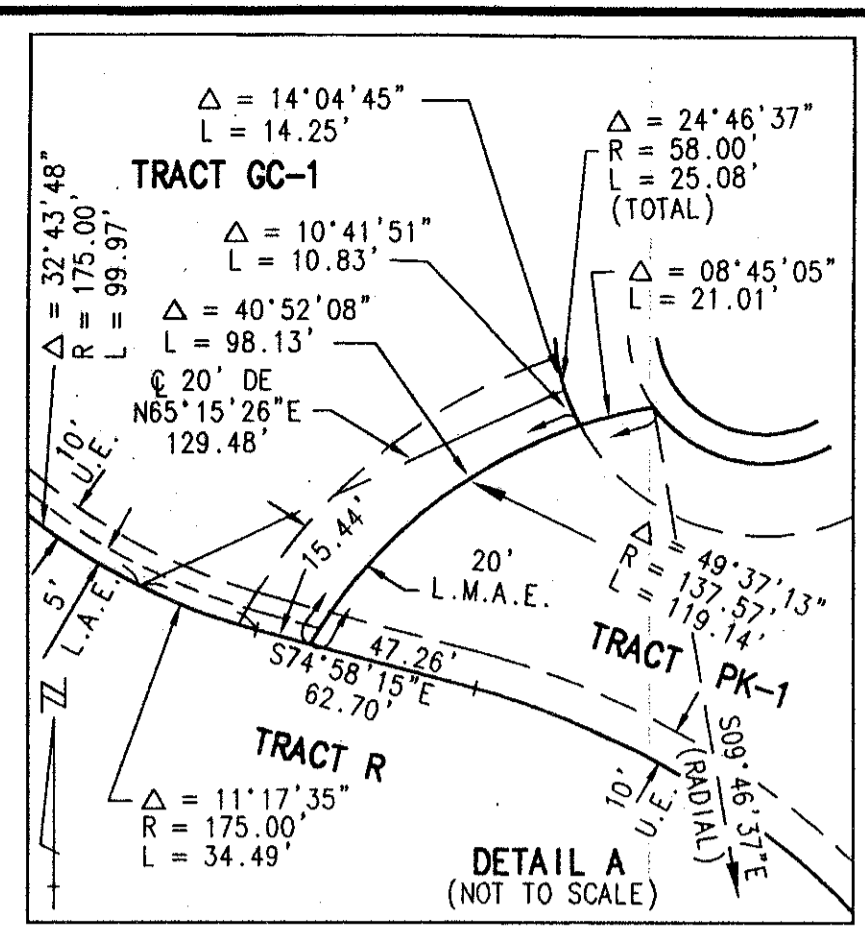 △ = 14°04'45"
L = 14.25'
TRACT GC-1
△ = 24°46'37"
R = 58.00'
L = 25.08'
(TOTAL)
△ = 32°43'48"
R = 175.00'
L = 99.97'
△ = 10°41'51"
L = 10.83'
△ = 08°45'05"
L = 21.01'
△ = 40°52'08"
L = 98.13'
℄ 20' DE
N65°15'26"E
129.48'
10'
U.E.
15.44'
20'
L.M.A.E.
△ = 49°37'13"
R = 137.57'
L = 119.14'
5'
L.A.E.
47.26'
S74°58'15"E
62.70'
TRACT PK-1
TRACT R
S09°46'37"E
(RADIAL)
△ = 11°17'35"
R = 175.00'
L = 34.49'
10'
U.E.
DETAIL A
(NOT TO SCALE)